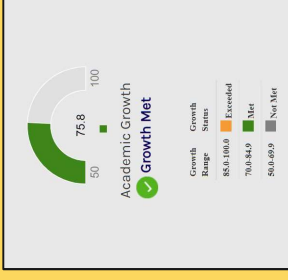 75.8
50
100
Academic Growth
Growth Met
Growth Range Growth Status
85.0-100.0 Exceeded
70.0-84.9 Met
50.0-69.9 Not Met